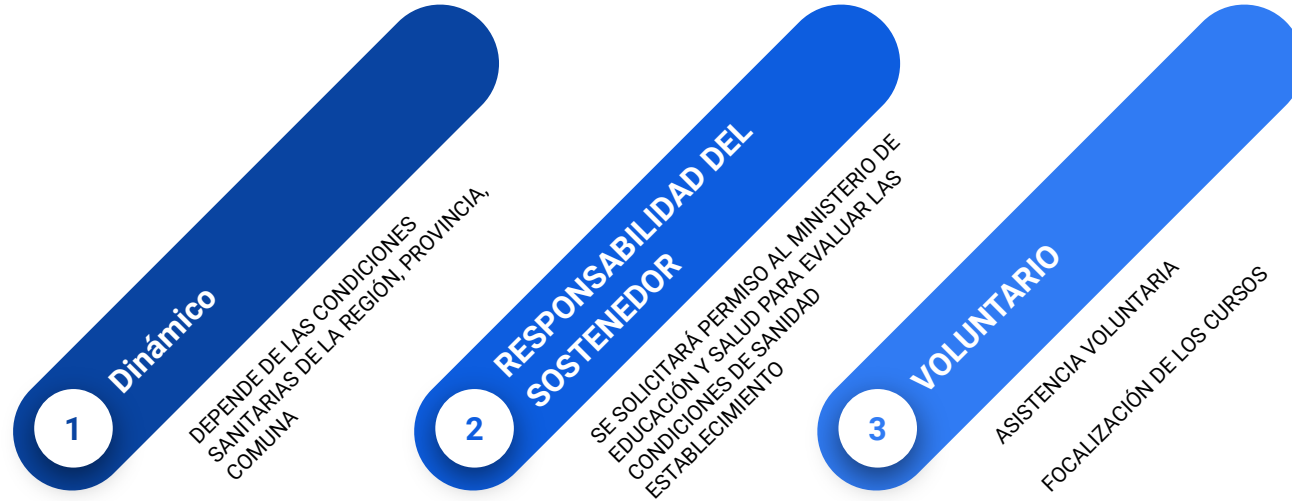 1
Dinámico
DEPENDE DE LAS CONDICIONES
SANITARIAS DE LA REGIÓN, PROVINCIA,
COMUNA
2
RESPONSABILIDAD DEL
SOSTENEDOR
SE SOLICITARÁ PERMISO AL MINISTERIO DE
EDUCACIÓN Y SALUD PARA EVALUAR LAS
CONDICIONES DE SANIDAD
ESTABLECIMIENTO
3
VOLUNTARIO
ASISTENCIA VOLUNTARIA
FOCALIZACIÓN DE LOS CURSOS